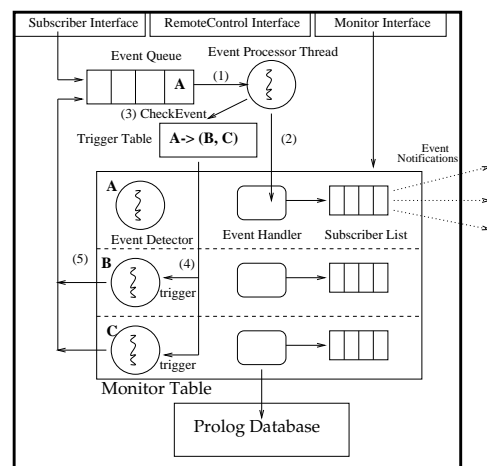 Subscriber Interface RemoteControl Interface Monitor Interface
Event Queue Event Processor Thread
A (1)
(3) CheckEvent
Trigger Table A-> (B, C) (2)
Event
Notifications
A
Event Detector Event Handler Subscriber List
(5) B (4)
trigger
C
trigger
Monitor Table
Prolog Database